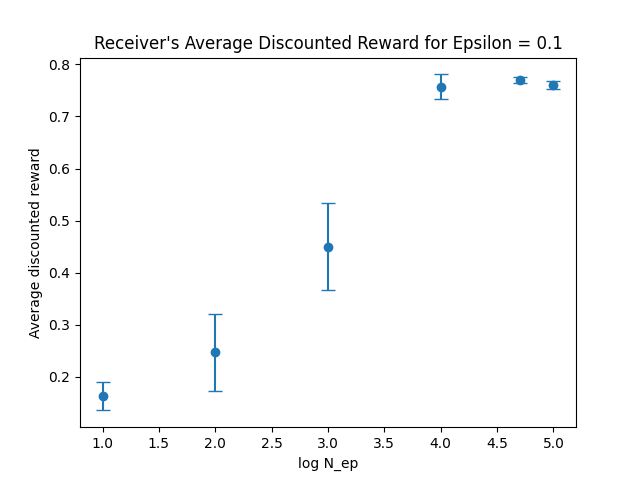 Receiver's Average Discounted Reward for Epsilon = 0.1
0.8
0.7
0.6
0.5
0.4
0.3
0.2
Average discounted reward
1.0 1.5 2.0 2.5 3.0 3.5 4.0 4.5 5.0
log N_ep